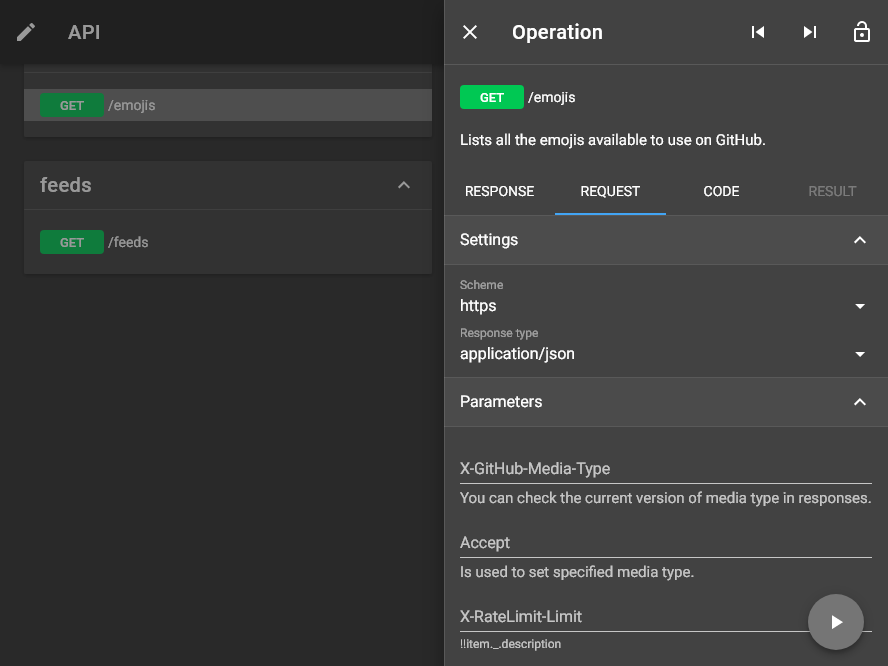 API
GET /emojis
feeds
GET /feeds
Operation
GET /emojis
Lists all the emojis available to use on GitHub.
RESPONSE REQUEST CODE RESULT
Settings
Scheme
https
Response type
application/json
Parameters
X-GitHub-Media-Type
You can check the current version of media type in responses.
Accept
Is used to set specified media type.
X-RateLimit-Limit
!!item._.description